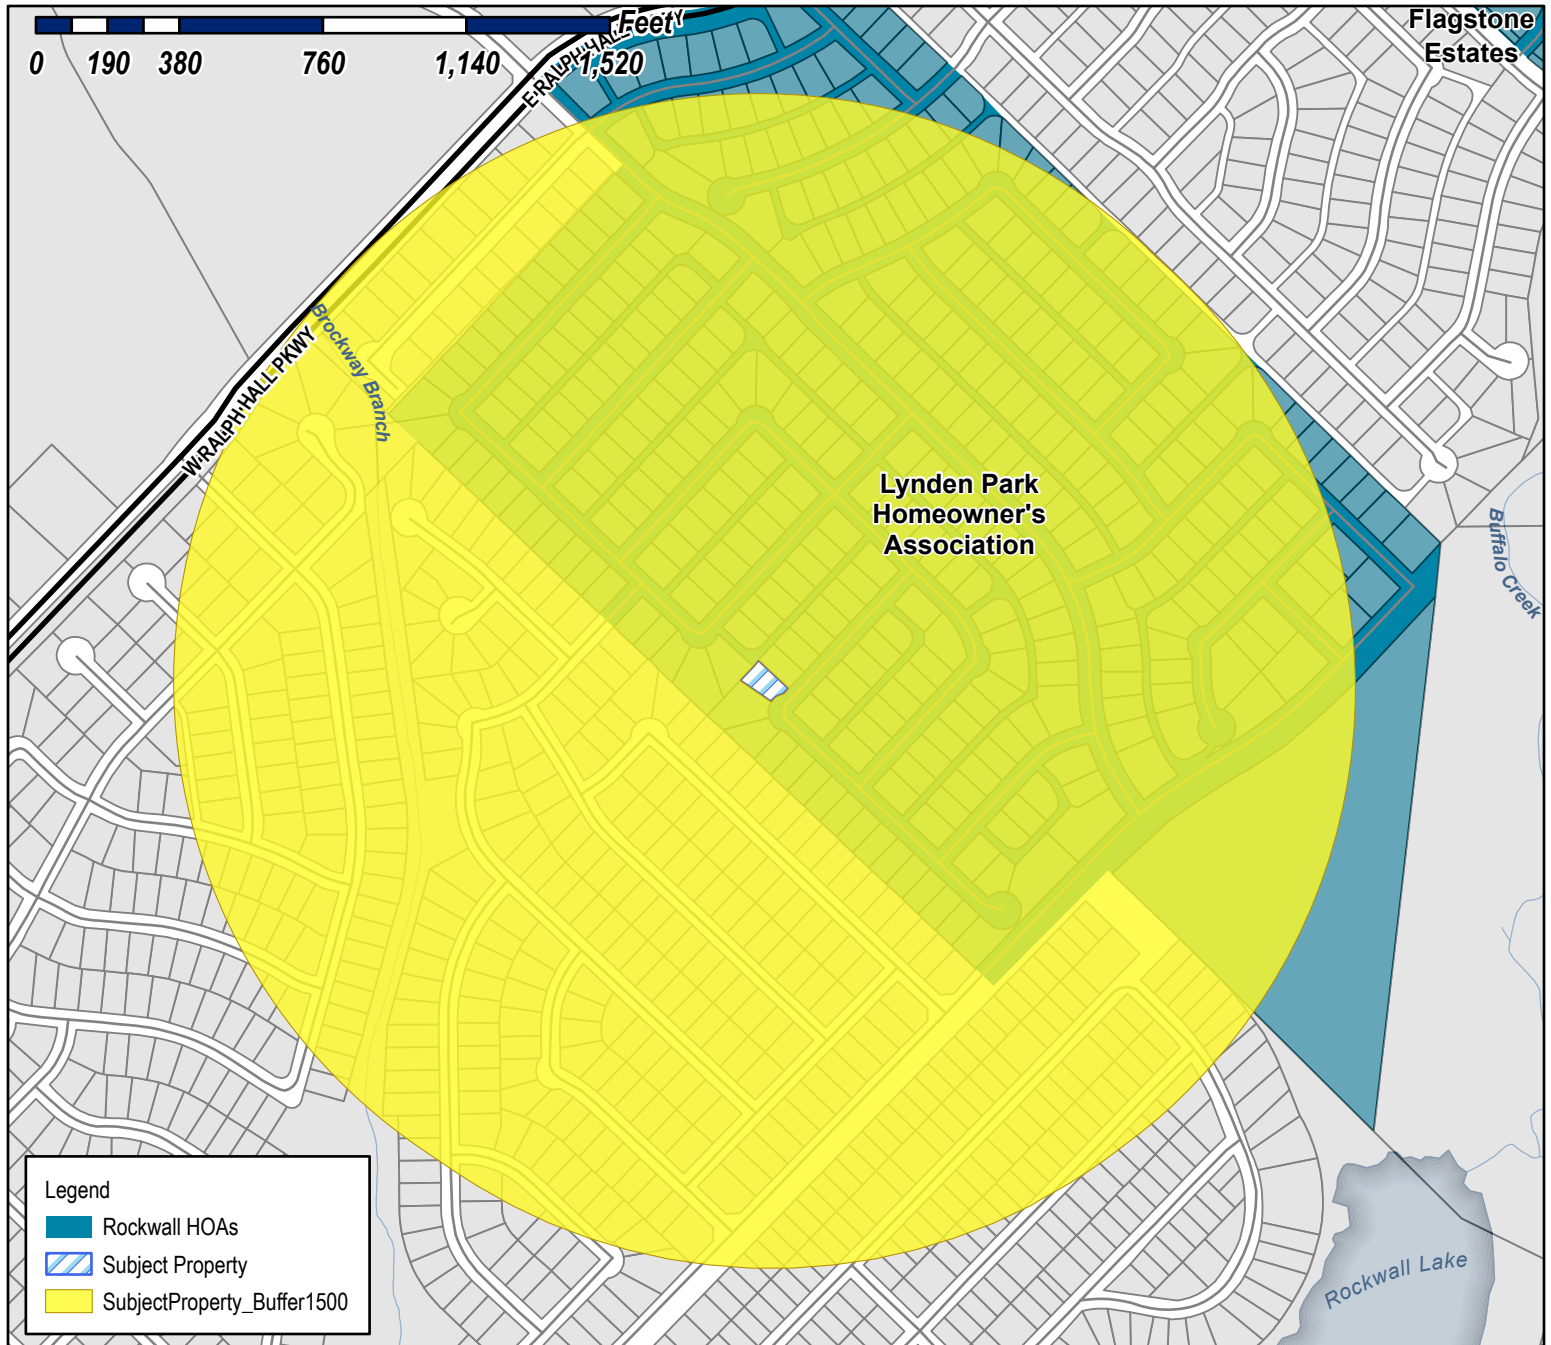 Feet
0 190 380 760 1,140 1,520
E RALPH HALL PKWY
Flagstone
Estates
Brockway Branch
W RALPH HALL PKWY
Lynden Park
Homeowner's
Association
Buffalo Creek
Legend
Rockwall HOAs
Subject Property
SubjectProperty_Buffer1500
Rockwall Lake